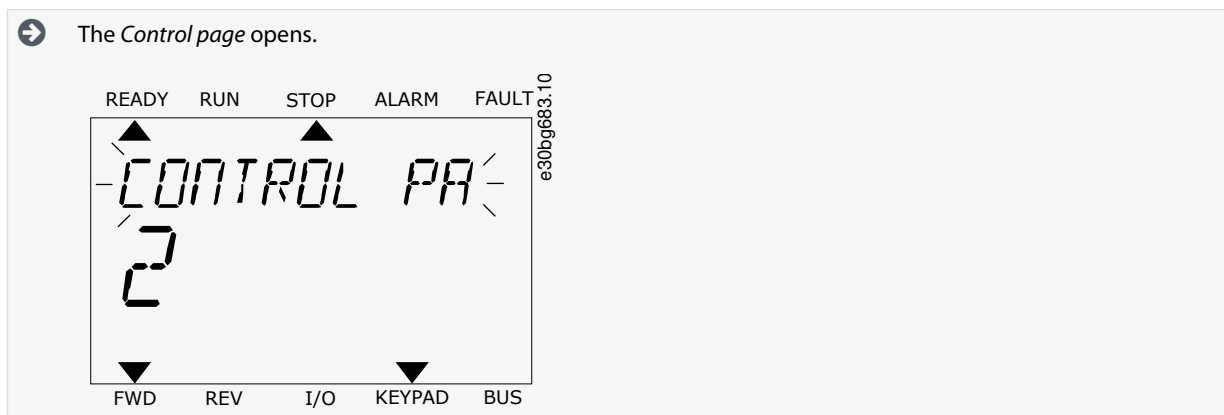 The Control page opens.
e30bg683.10
READY RUN STOP ALARM FAULT
CONTROL PA
2
FWD REV I/O KEYPAD BUS